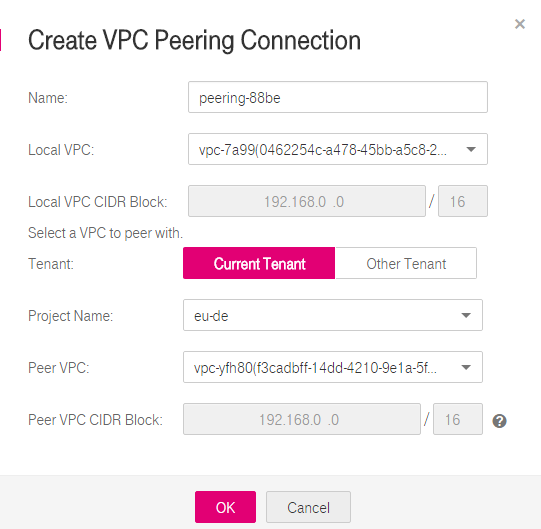 ×
Create VPC Peering Connection
Name: peering-88be
Local VPC: vpc-7a99(0462254c-a478-45bb-a5c8-2...
Local VPC CIDR Block: 192.168.0 .0 / 16
Select a VPC to peer with.
Tenant: Current Tenant Other Tenant
Project Name: eu-de
Peer VPC: vpc-yfh80(f3cadbff-14dd-4210-9e1a-5f...
Peer VPC CIDR Block: 192.168.0 .0 / 16 ?
OK Cancel